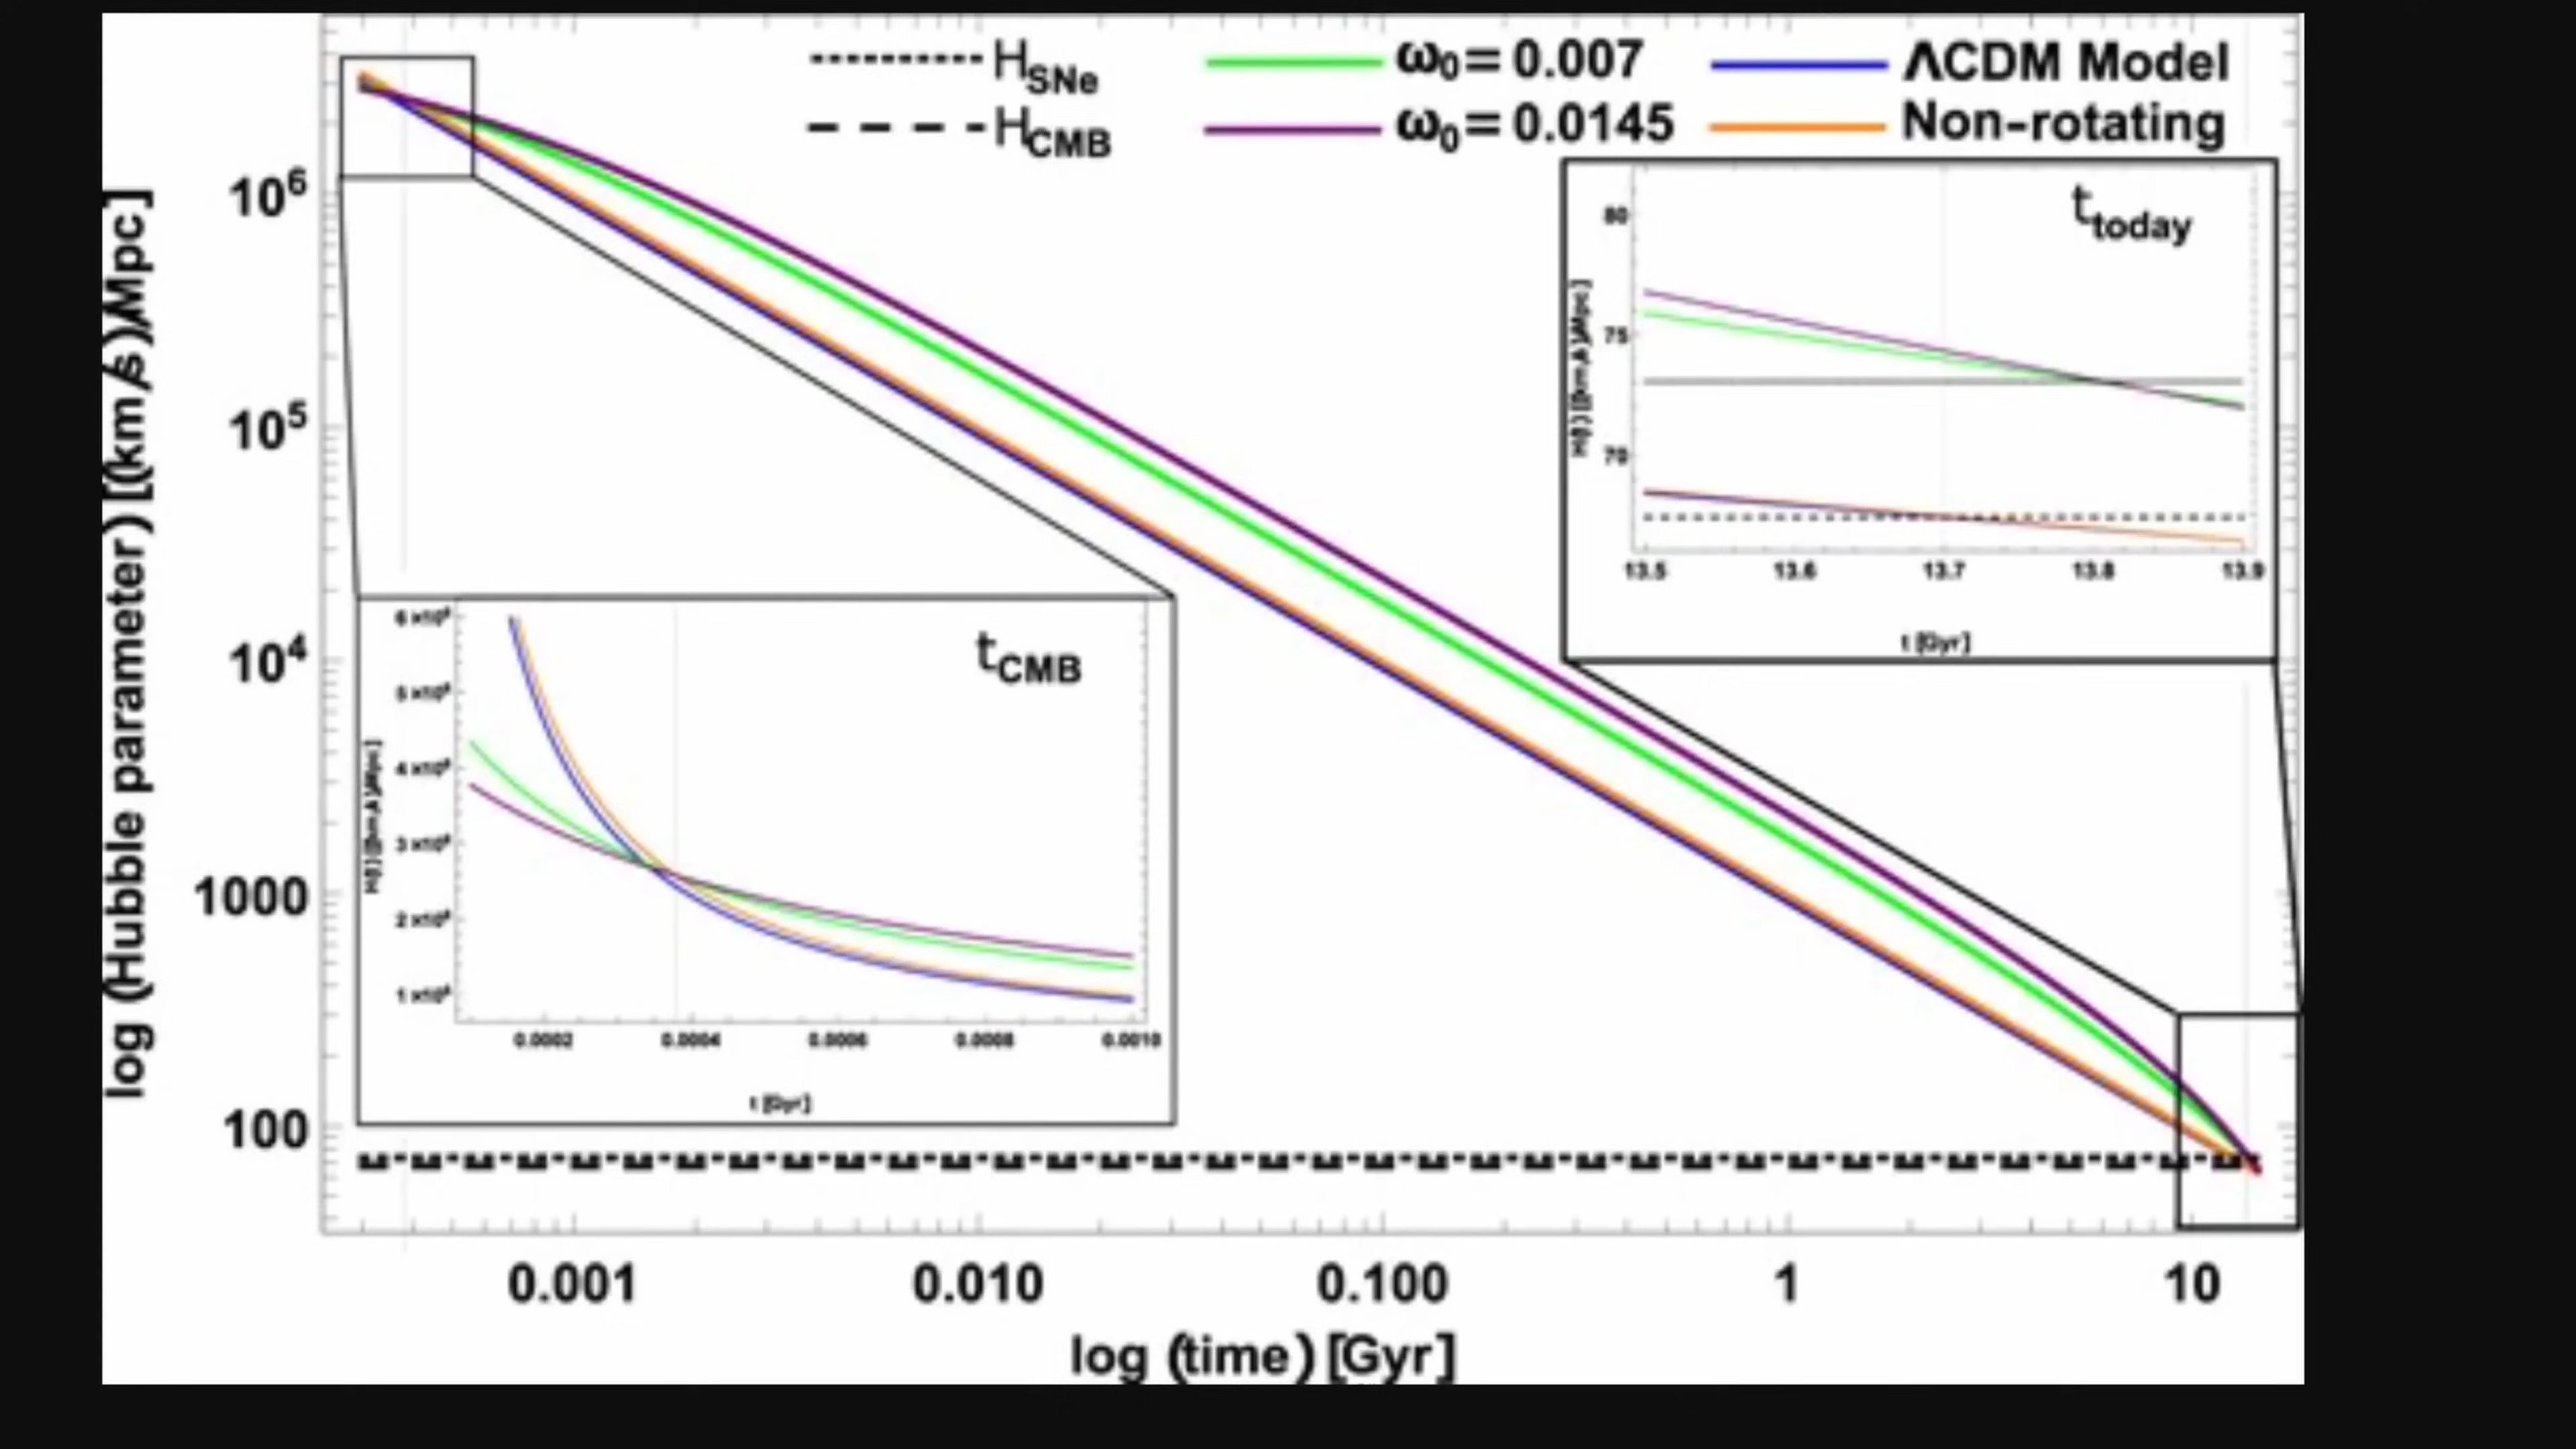 H_SNe
ω₀= 0.007
ΛCDM Model
H_CMB
ω₀= 0.0145
Non-rotating
log (Hubble parameter) [(km/s)/Mpc]
10⁶
10⁵
10⁴
1000
100
t_today
80
75
70
13.5 13.6 13.7 13.8 13.9
t [Gyr]
t_CMB
0.0002 0.0004 0.0006 0.0008 0.0010
t [Gyr]
0.001 0.010 0.100 1 10
log (time) [Gyr]